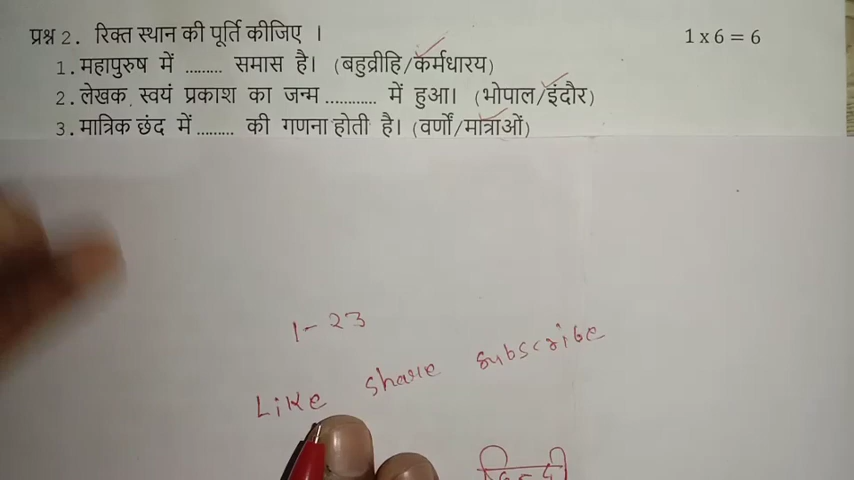 प्रश्न 2. रिक्त स्थान की पूर्ति कीजिए । 1 x 6 = 6
1. महापुरुष में ......... समास है। (बहुव्रीहि/कर्मधारय)
2. लेखक स्वयं प्रकाश का जन्म ............ में हुआ। (भोपाल/इंदौर)
3. मात्रिक छंद में ......... की गणना होती है। (वर्णों/मात्राओं)
1-23
Like share subscribe
हिन्दी